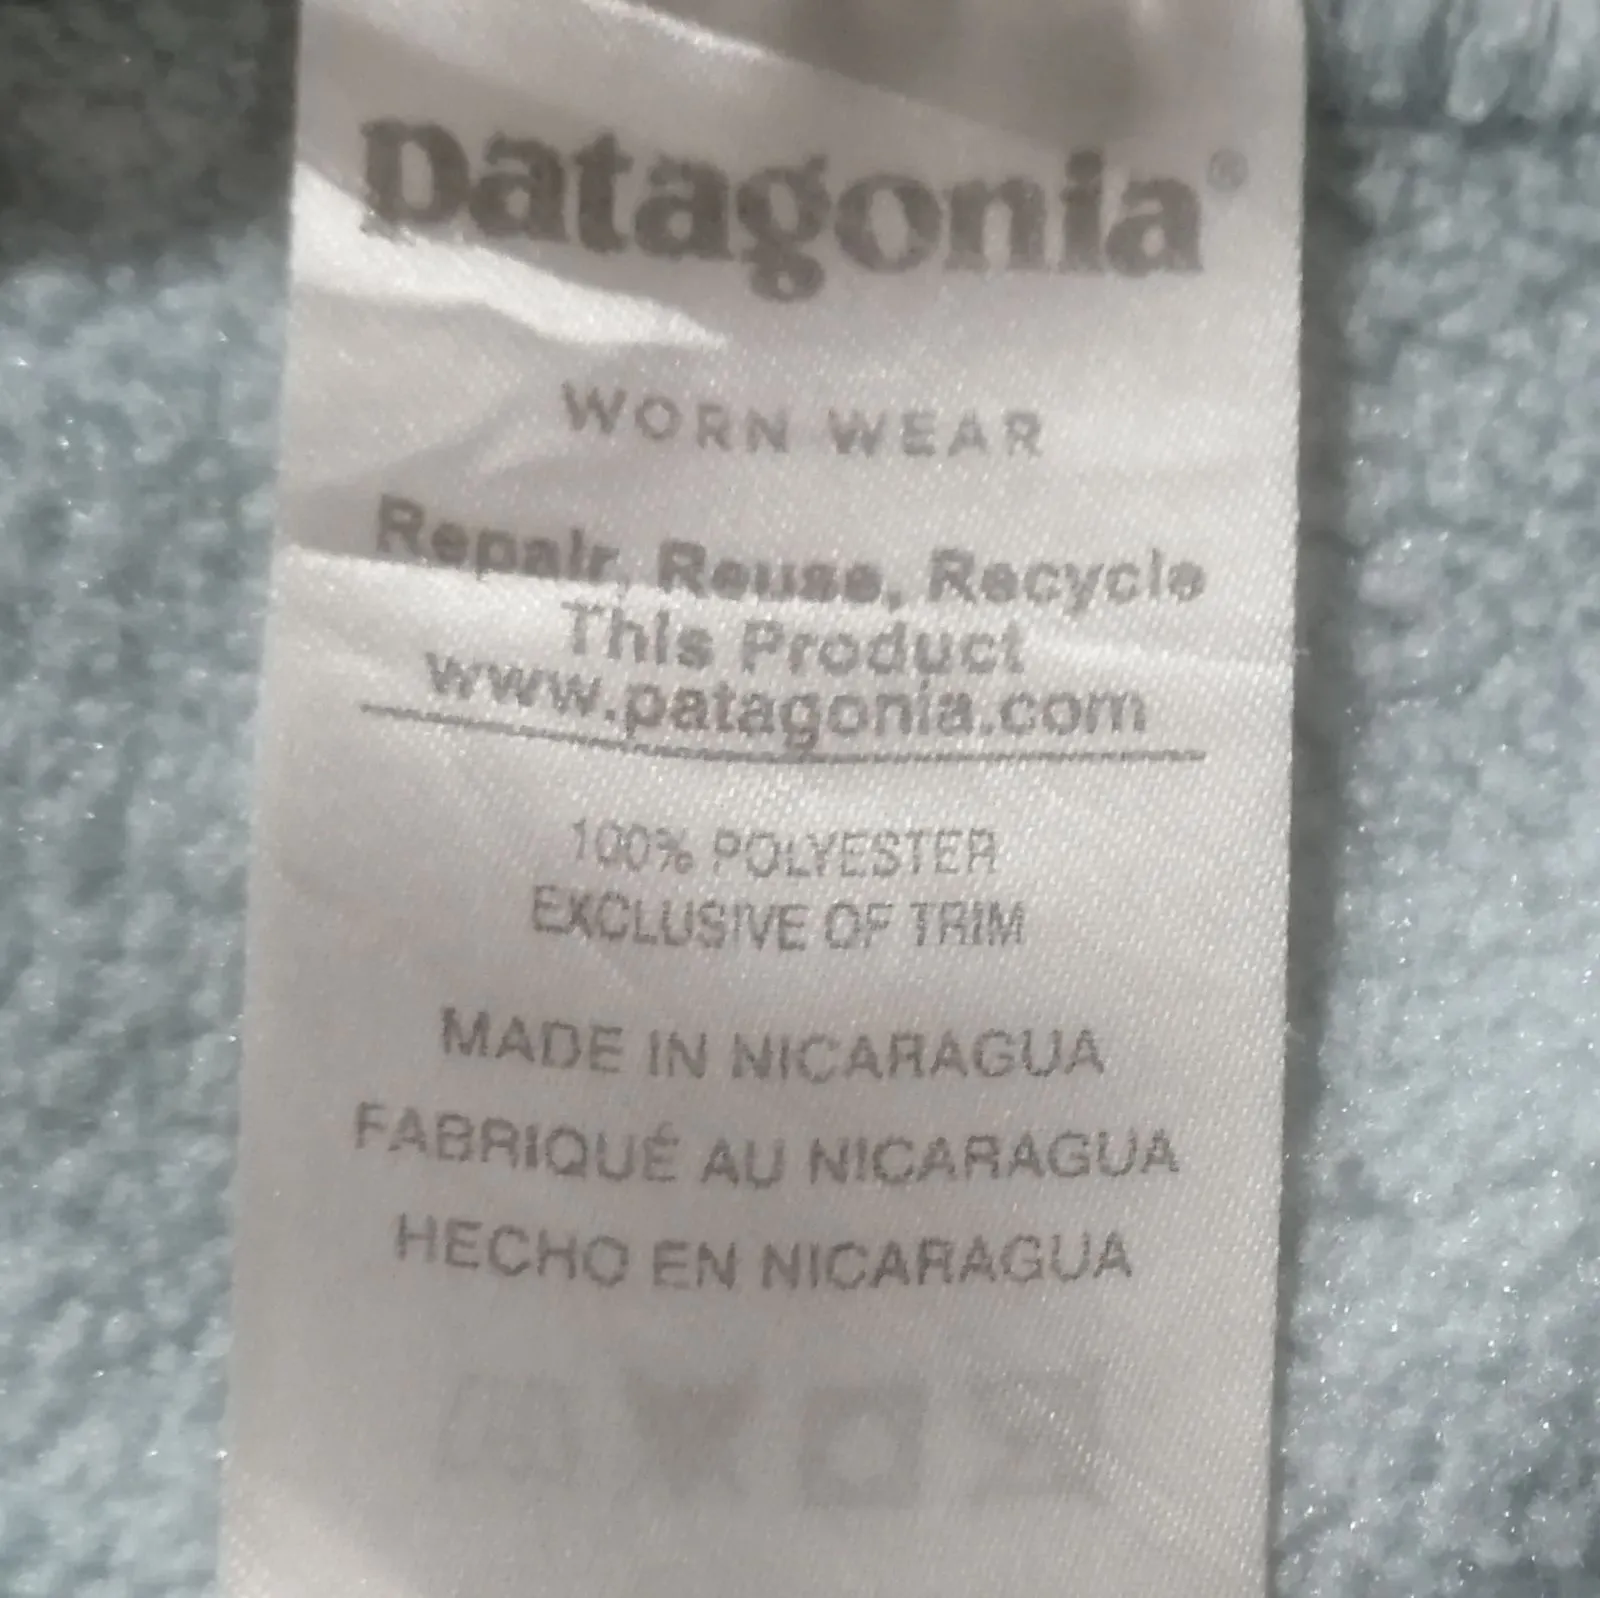 patagonia®
WORN WEAR
Repair, Reuse, Recycle
This Product
www.patagonia.com
100% POLYESTER
EXCLUSIVE OF TRIM
MADE IN NICARAGUA
FABRIQUÉ AU NICARAGUA
HECHO EN NICARAGUA